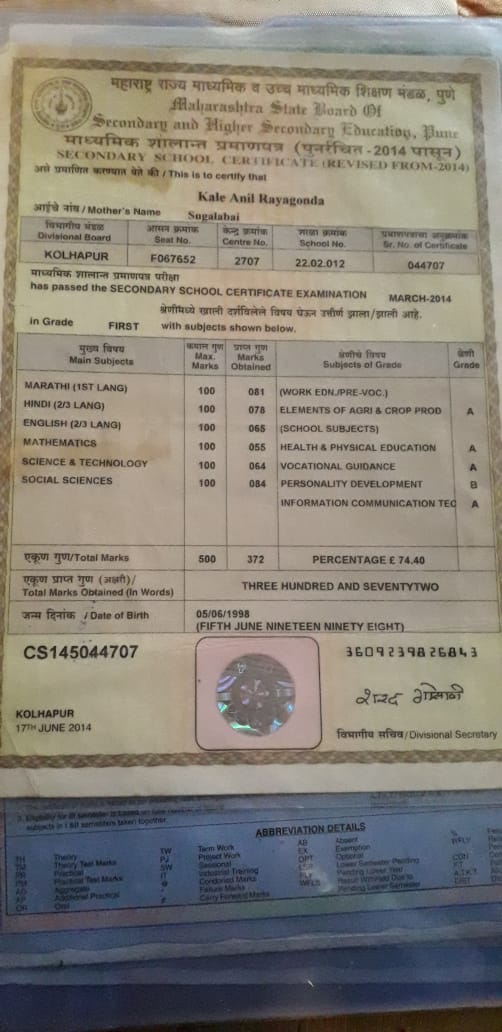 महाराष्ट्र राज्य माध्यमिक व उच्च माध्यमिक शिक्षण मंडळ, पुणे
Maharashtra State Board Of
Secondary and Higher Secondary Education, Pune
माध्यमिक शालान्त प्रमाणपत्र (पुनर्रचित - 2014 पासून)
SECONDARY SCHOOL CERTIFICATE (REVISED FROM-2014)
असे प्रमाणित करण्यात येते की / This is to certify that
Kale Anil Rayagonda
आईचे नांव / Mother's Name Sugalabai
विभागीय मंडळ आसन क्रमांक केन्द्र क्रमांक शाळा क्रमांक प्रमाणपत्राचा अनुक्रमांक
Divisional Board Seat No. Centre No. School No. Sr. No. of Certificate
KOLHAPUR F067652 2707 22.02.012 044707
माध्यमिक शालान्त प्रमाणपत्र परीक्षा
has passed the SECONDARY SCHOOL CERTIFICATE EXAMINATION MARCH-2014
श्रेणीमध्ये खाली दर्शविलेले विषय घेऊन उत्तीर्ण झाला/झाली आहे.
in Grade FIRST with subjects shown below.
मुख्य विषय कमाल गुण प्राप्त गुण श्रेणीचे विषय श्रेणी
Main Subjects Max. Marks Marks Obtained Subjects of Grade Grade
MARATHI (1ST LANG) 100 081 (WORK EDN./PRE-VOC.)
HINDI (2/3 LANG) 100 078 ELEMENTS OF AGRI & CROP PROD A
ENGLISH (2/3 LANG) 100 065 (SCHOOL SUBJECTS)
MATHEMATICS 100 055 HEALTH & PHYSICAL EDUCATION A
SCIENCE & TECHNOLOGY 100 064 VOCATIONAL GUIDANCE A
SOCIAL SCIENCES 100 084 PERSONALITY DEVELOPMENT B
INFORMATION COMMUNICATION TEC A
एकूण गुण/Total Marks 500 372 PERCENTAGE £ 74.40
एकूण प्राप्त गुण (अक्षरी)/
Total Marks Obtained (In Words) THREE HUNDRED AND SEVENTYTWO
जन्म दिनांक / Date of Birth 05/06/1998
(FIFTH JUNE NINETEEN NINETY EIGHT)
CS145044707 3609239826843
KOLHAPUR
17TH JUNE 2014
विभागीय सचिव/Divisional Secretary
subjects in I &II semesters taken together.
ABBREVIATION DETAILS
TH Theory TW Term Work AB Absent
TM Theory Test Marks PJ Project Work EX Exemption
PR Practical SW Sessional OPT Optional
PM Practical Test Marks IT Industrial Training Lower Semester Pending
AG Aggregate @ Condoned Marks Pending Lower Year
AP Additional Practical Failure Marks WFLS Result Withheld Due to
OR Oral # Carry Forward Marks Pending Lower Semester
% WFLY
CON
A.T.K.T.
DIST